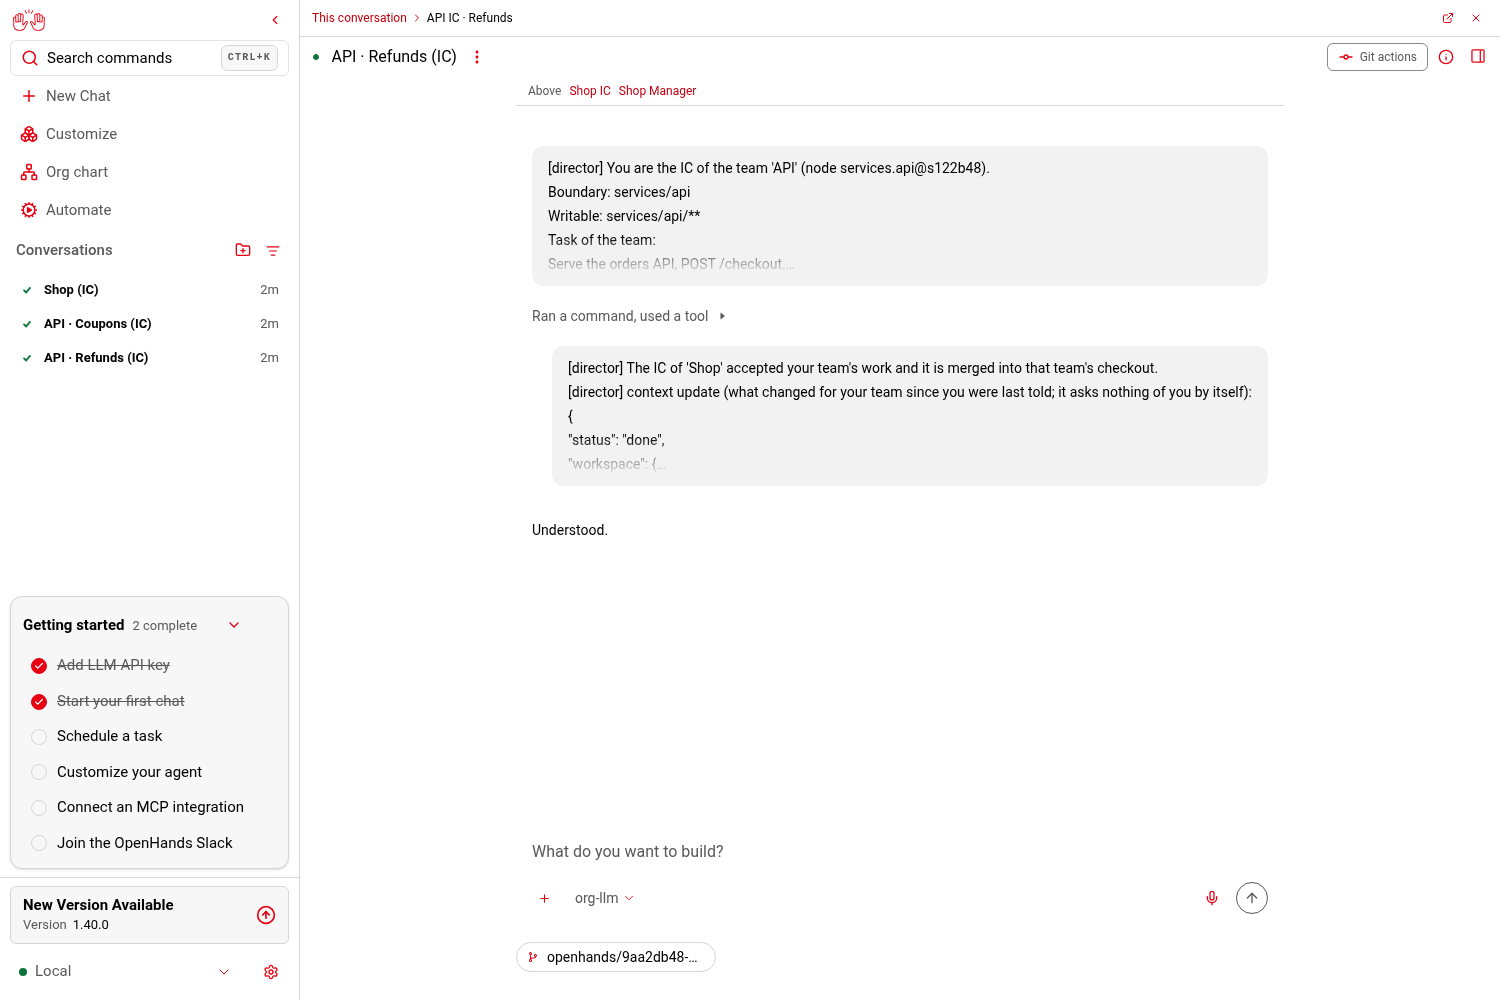 Search commands
CTRL+K
New Chat
Customize
Org chart
Automate
Conversations
Shop (IC) 2m
API · Coupons (IC) 2m
API · Refunds (IC) 2m
Getting started 2 complete
Add LLM API key
Start your first chat
Schedule a task
Customize your agent
Connect an MCP integration
Join the OpenHands Slack
New Version Available
Version 1.40.0
Local
This conversation > API IC · Refunds
API · Refunds (IC)
Git actions
Above Shop IC Shop Manager
[director] You are the IC of the team 'API' (node services.api@s122b48).
Boundary: services/api
Writable: services/api/**
Task of the team:
Serve the orders API, POST /checkout....
Ran a command, used a tool
[director] The IC of 'Shop' accepted your team's work and it is merged into that team's checkout.
[director] context update (what changed for your team since you were last told; it asks nothing of you by itself):
{
"status": "done",
"workspace": {...
Understood.
What do you want to build?
org-llm
openhands/9aa2db48-...